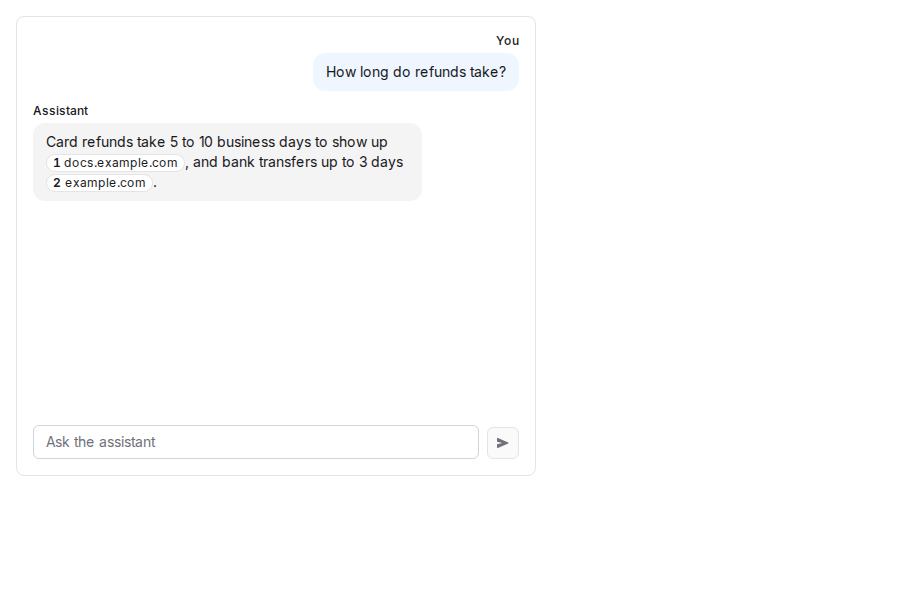 You
How long do refunds take?
Assistant
Card refunds take 5 to 10 business days to show up
1 docs.example.com, and bank transfers up to 3 days
2 example.com.
Ask the assistant